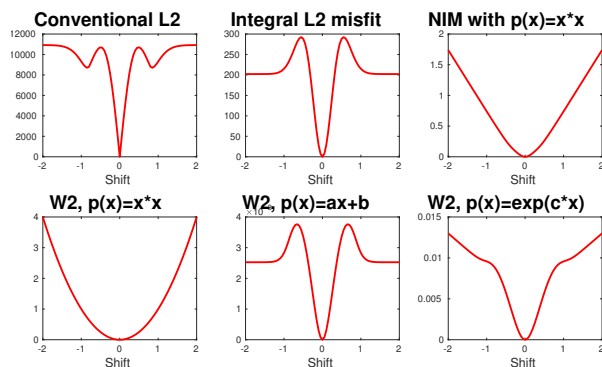 Conventional L2
12000
10000
8000
6000
4000
2000
0
-2 -1 0 1 2
Shift
Integral L2 misfit
300
250
200
150
100
50
0
-2 -1 0 1 2
Shift
NIM with p(x)=x*x
2
1.5
1
0.5
0
-2 -1 0 1 2
Shift
W2, p(x)=x*x
4
3
2
1
0
-2 -1 0 1 2
Shift
W2, p(x)=ax+b
4
3
2
1
0
-2 -1 0 1 2
Shift
W2, p(x)=exp(c*x)
0.015
0.01
0.005
0
-2 -1 0 1 2
Shift